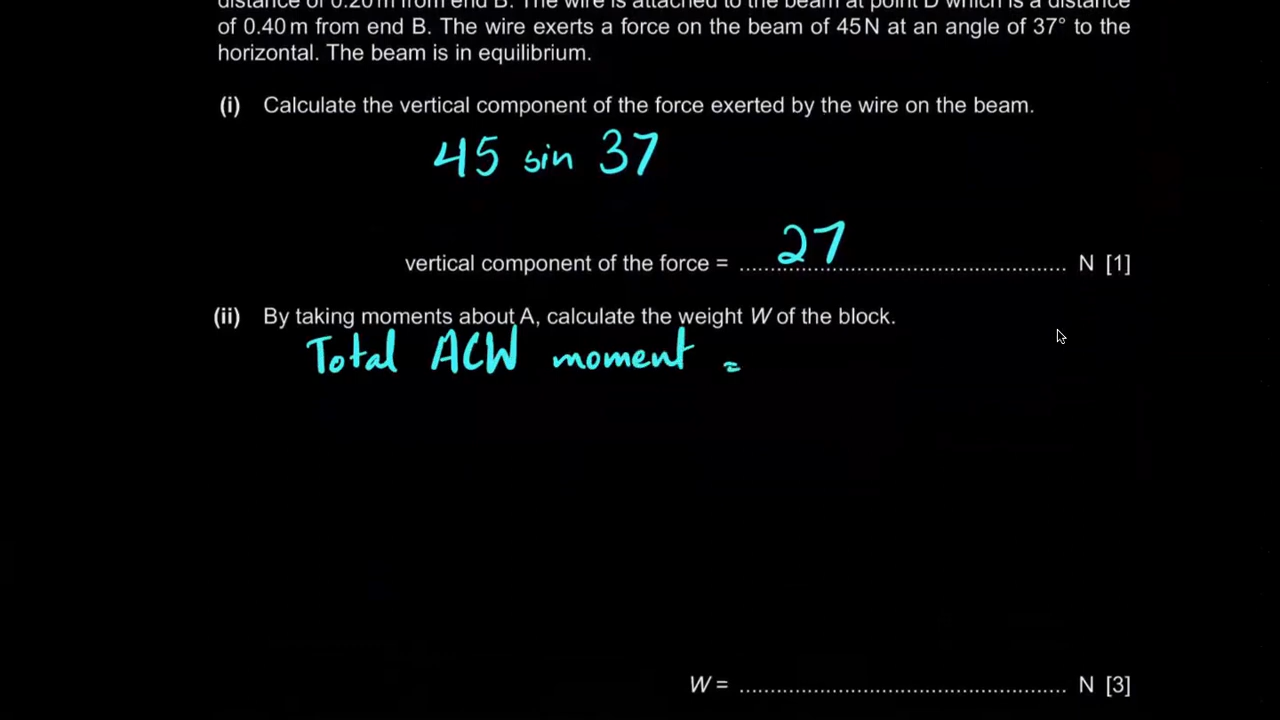 distance of 0.20 m from end B. The wire is attached to the beam at point D which is a distance
of 0.40 m from end B. The wire exerts a force on the beam of 45 N at an angle of 37° to the
horizontal. The beam is in equilibrium.
(i) Calculate the vertical component of the force exerted by the wire on the beam.
45 sin 37
27
vertical component of the force = ........................................................ N [1]
(ii) By taking moments about A, calculate the weight W of the block.
Total ACW moment =
W = ........................................................ N [3]